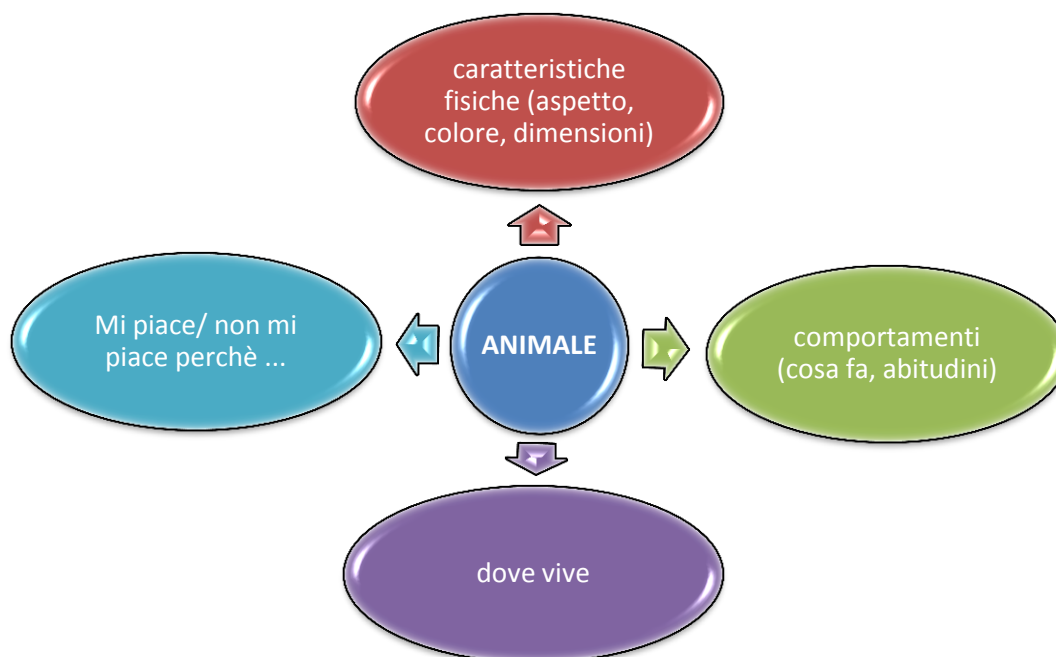 caratteristiche
fisiche (aspetto,
colore, dimensioni)
Mi piace/ non mi
piace perchè ...
ANIMALE
comportamenti
(cosa fa, abitudini)
dove vive